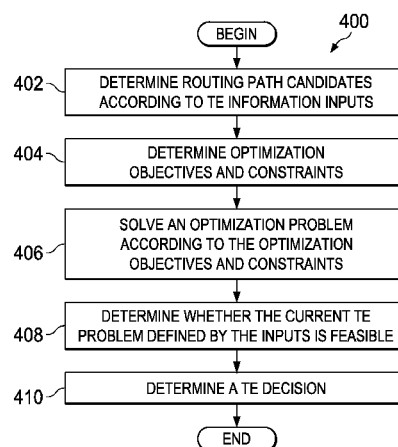 400
BEGIN
402
DETERMINE ROUTING PATH CANDIDATES
ACCORDING TO TE INFORMATION INPUTS
404
DETERMINE OPTIMIZATION
OBJECTIVES AND CONSTRAINTS
406
SOLVE AN OPTIMIZATION PROBLEM
ACCORDING TO THE OPTIMIZATION
OBJECTIVES AND CONSTRAINTS
408
DETERMINE WHETHER THE CURRENT TE
PROBLEM DEFINED BY THE INPUTS IS FEASIBLE
410
DETERMINE A TE DECISION
END